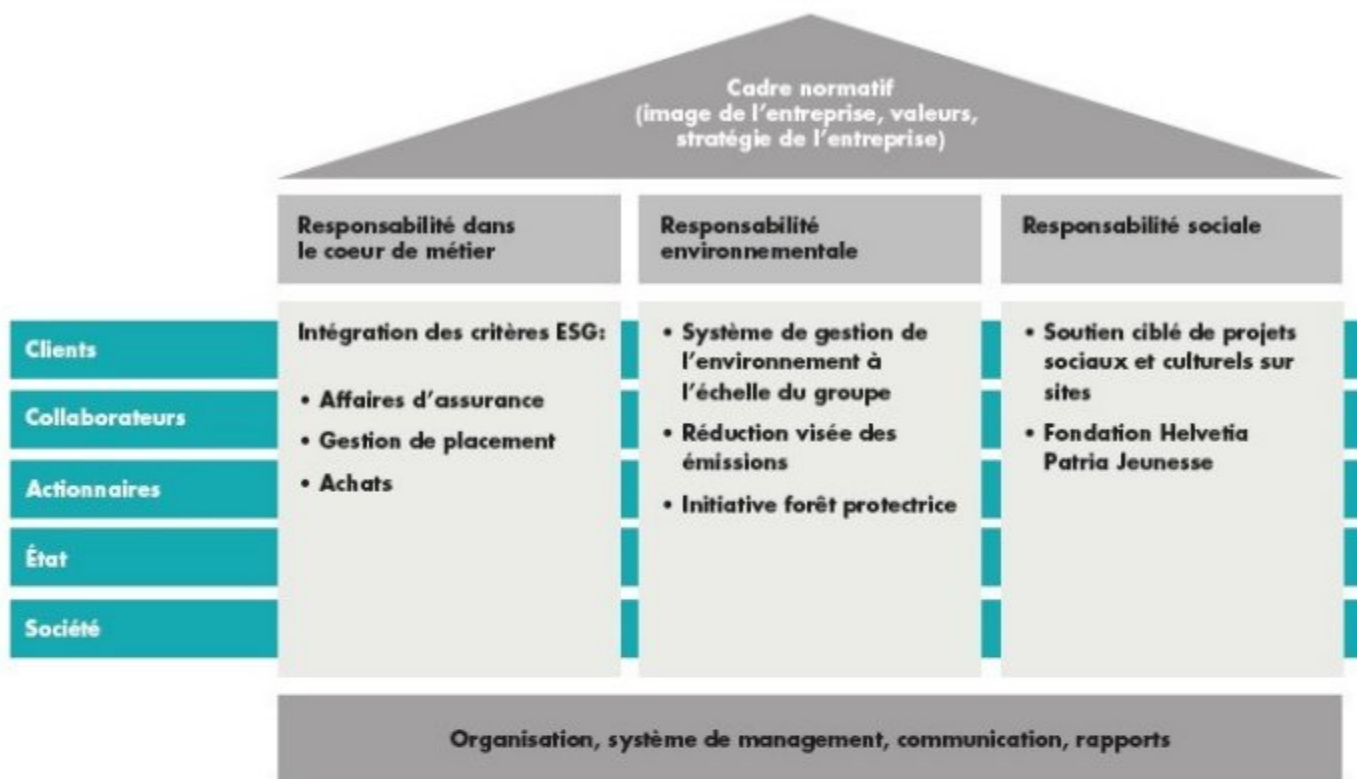 Cadre normatif
(image de l'entreprise, valeurs,
stratégie de l'entreprise)
Responsabilité dans
le coeur de métier
Responsabilité
environnementale
Responsabilité sociale
Clients
Collaborateurs
Actionnaires
État
Société
Intégration des critères ESG:
• Affaires d'assurance
• Gestion de placement
• Achats
• Système de gestion de
l'environnement à
l'échelle du groupe
• Réduction visée des
émissions
• Initiative forêt protectrice
• Soutien ciblé de projets
sociaux et culturels sur
sites
• Fondation Helvetia
Patria Jeunesse
Organisation, système de management, communication, rapports